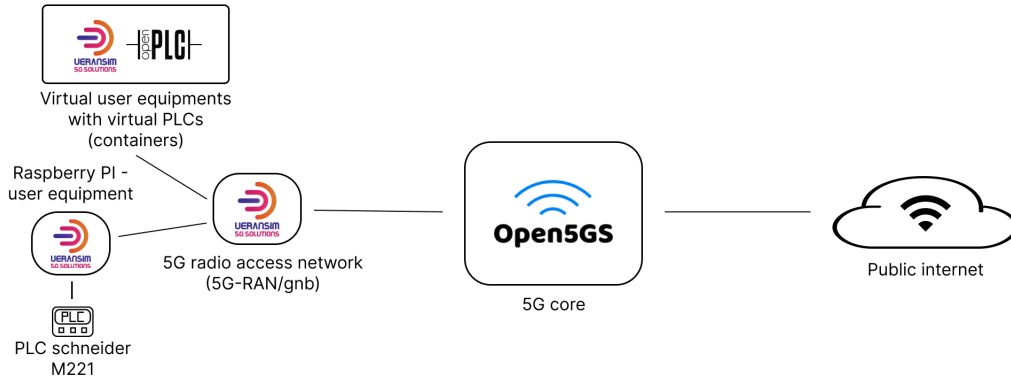 UERANSIM
5G SOLUTIONS
open
PLC
Virtual user equipments
with virtual PLCs
(containers)
Raspberry PI -
user equipment
UERANSIM
5G SOLUTIONS
PLC
PLC schneider
M221
UERANSIM
5G SOLUTIONS
5G radio access network
(5G-RAN/gnb)
Open5GS
5G core
Public internet